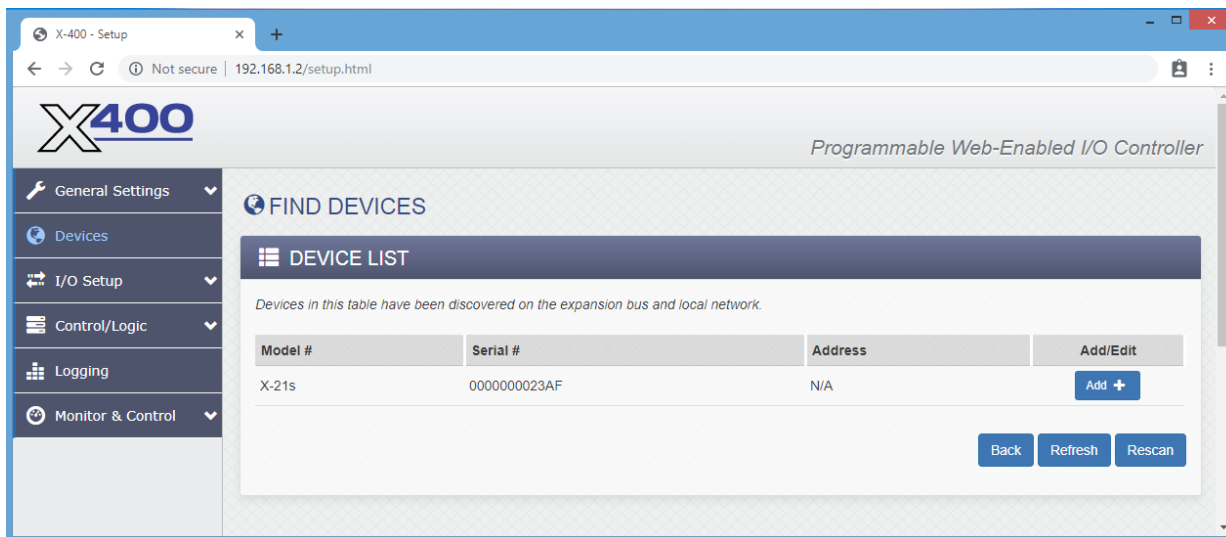 X-400 - Setup
Not secure | 192.168.1.2/setup.html
X400
Programmable Web-Enabled I/O Controller
General Settings
Devices
I/O Setup
Control/Logic
Logging
Monitor & Control
FIND DEVICES
DEVICE LIST
Devices in this table have been discovered on the expansion bus and local network.
Model # Serial # Address Add/Edit
X-21s 0000000023AF N/A Add +
Back Refresh Rescan